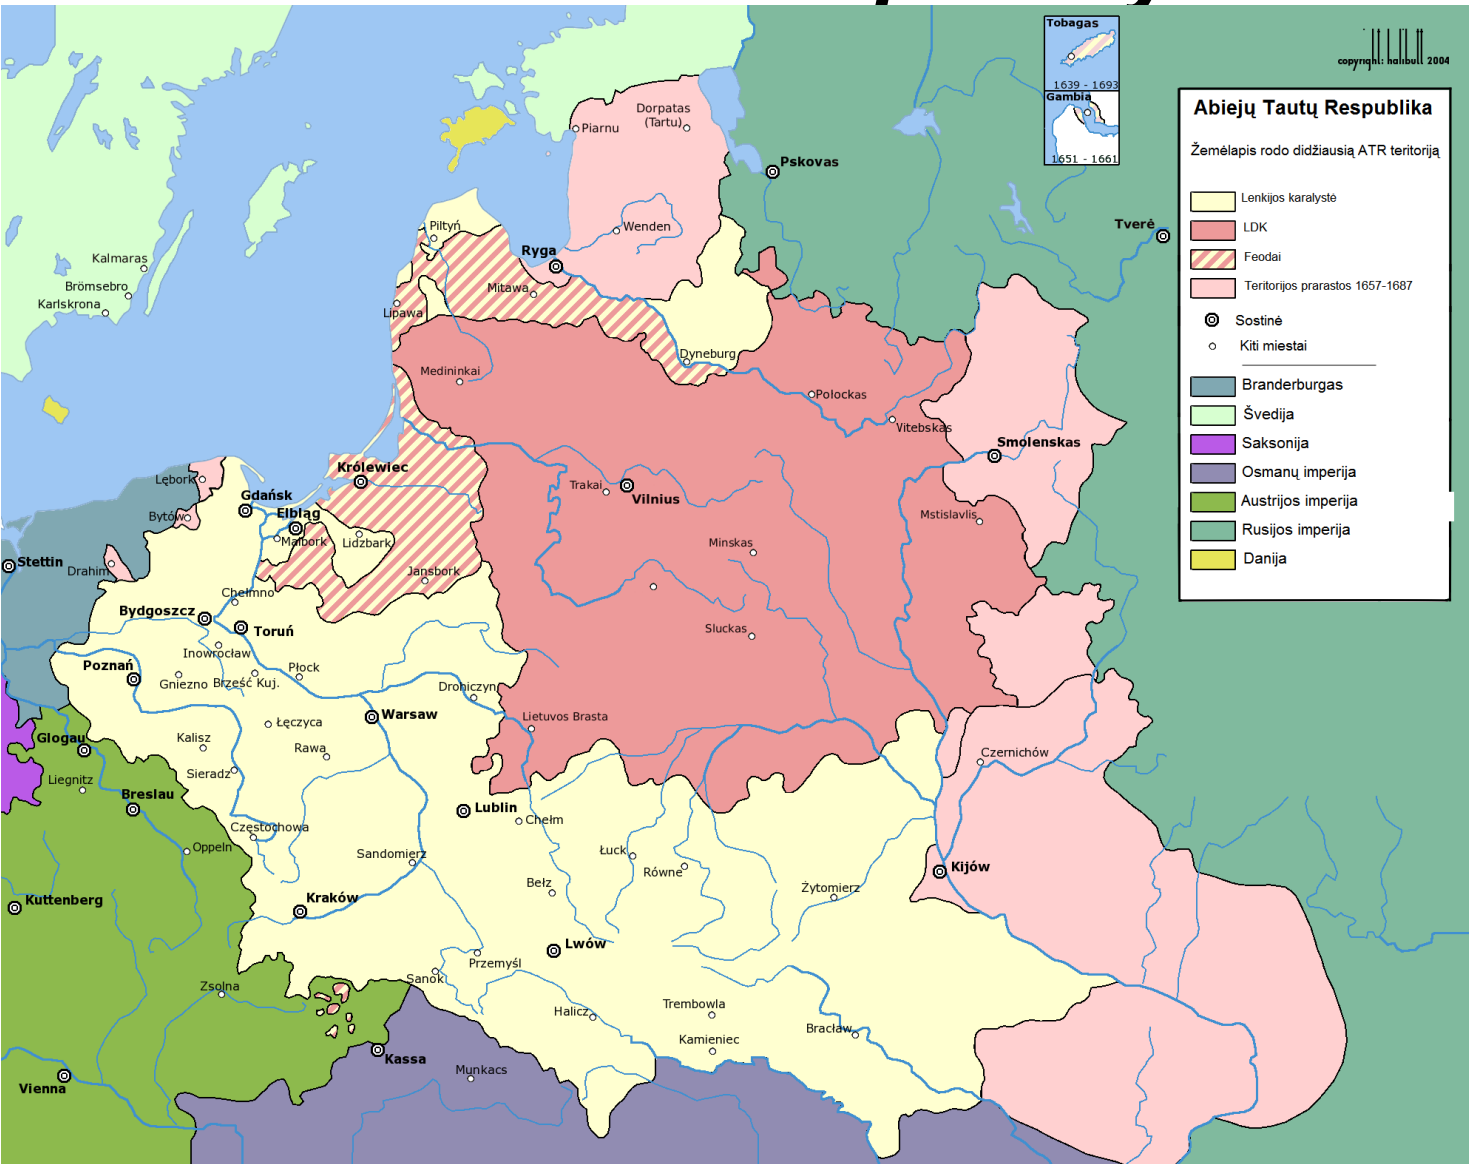 Tobagas
1639 - 1693
Gambia
1651 - 1661
copyright: halibutt 2004
Abiejų Tautų Respublika
Žemėlapis rodo didžiausią ATR teritoriją
Lenkijos karalystė
LDK
Feodai
Teritorijos prarastos 1657-1687
Sostinė
Kiti miestai
Branderburgas
Švedija
Saksonija
Osmanų imperija
Austrijos imperija
Rusijos imperija
Danija
Dorpatas
(Tartu)
Piarnu
Pskovas
Tverė
Piltyń
Wenden
Ryga
Kalmaras
Brömsebro
Karlskrona
Mitawa
Lipawa
Dyneburg
Medininkai
Polockas
Vitebskas
Smolenskas
Królewiec
Lębork
Gdańsk
Trakai
Vilnius
Bytów
Elbląg
Mstislavlis
Malbork
Lidzbark
Minskas
Stettin
Drahim
Jansbork
Chełmno
Bydgoszcz
Toruń
Sluckas
Inowrocław
Poznań
Płock
Gniezno
Brześć Kuj.
Drohiczyn
Warsaw
Lietuvos Brasta
Łęczyca
Glogau
Kalisz
Rawa
Czernichów
Sieradz
Liegnitz
Breslau
Lublin
Chełm
Częstochowa
Oppeln
Sandomierz
Łuck
Równe
Kijów
Bełz
Żytomierz
Kuttenberg
Kraków
Lwów
Przemyśl
Sanok
Zsolna
Trembowla
Halicz
Bracław
Kamieniec
Kassa
Munkacs
Vienna